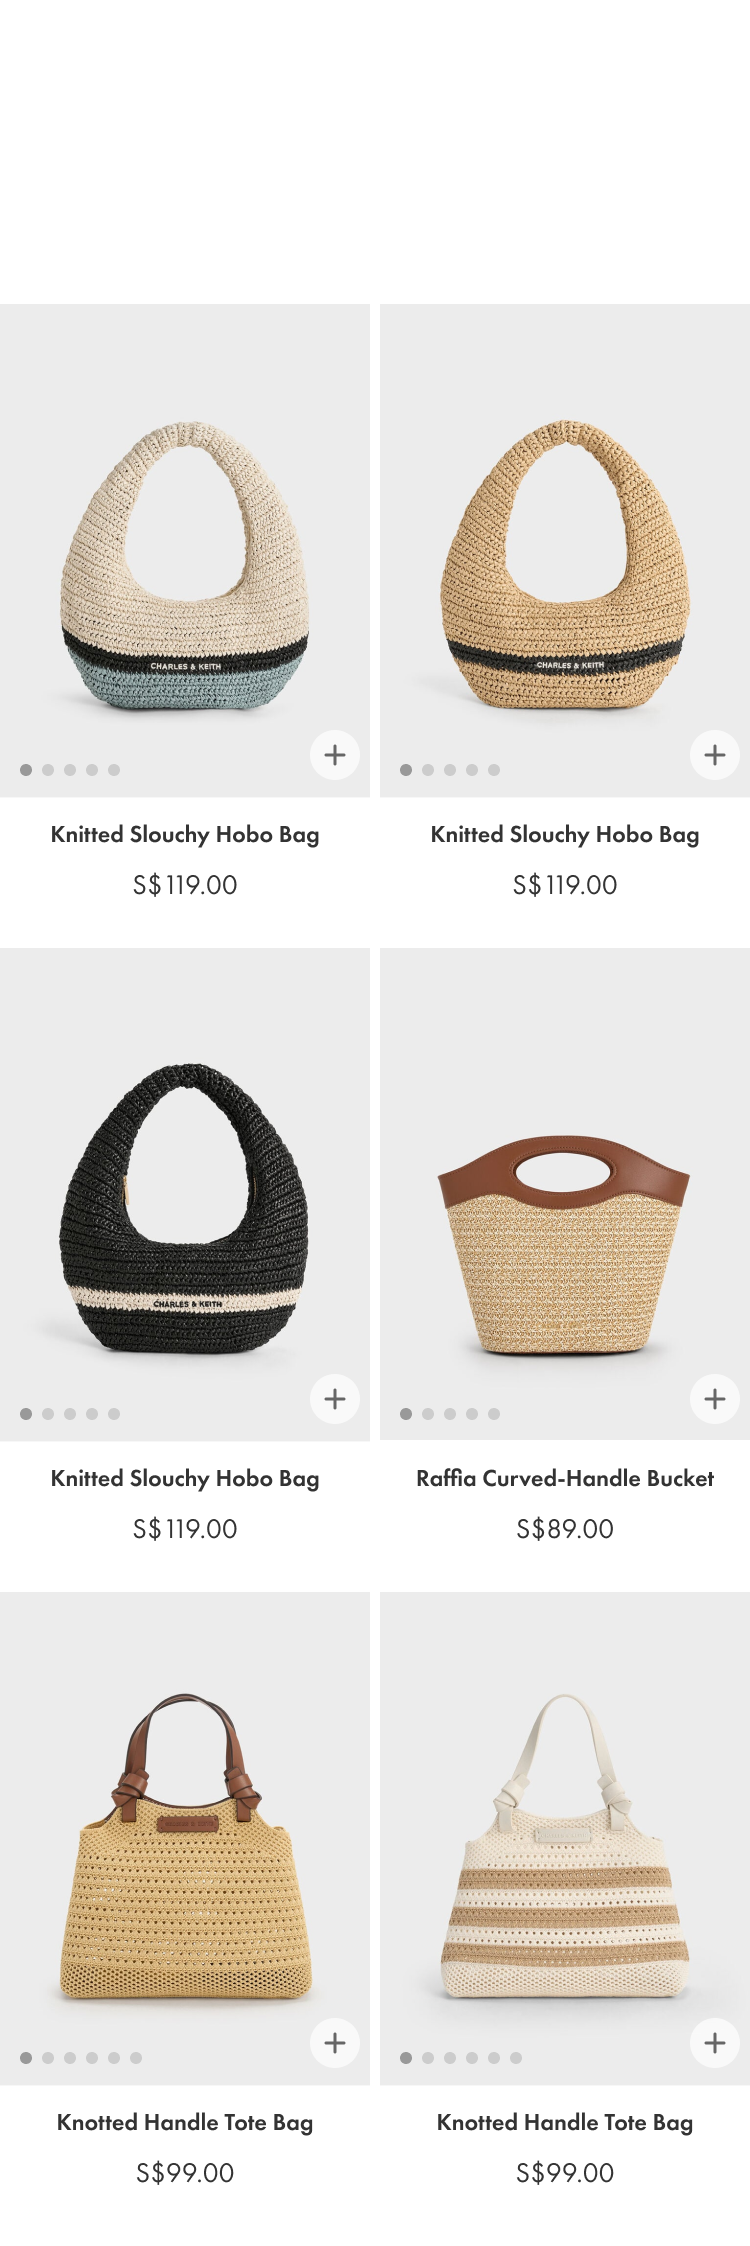 CHARLES & KEITH
CHARLES & KEITH
Knitted Slouchy Hobo Bag
Knitted Slouchy Hobo Bag
S$119.00
S$119.00
CHARLES & KEITH
Knitted Slouchy Hobo Bag
Raffia Curved-Handle Bucket
S$119.00
S$89.00
CHARLES & KEITH
Knotted Handle Tote Bag
Knotted Handle Tote Bag
S$99.00
S$99.00